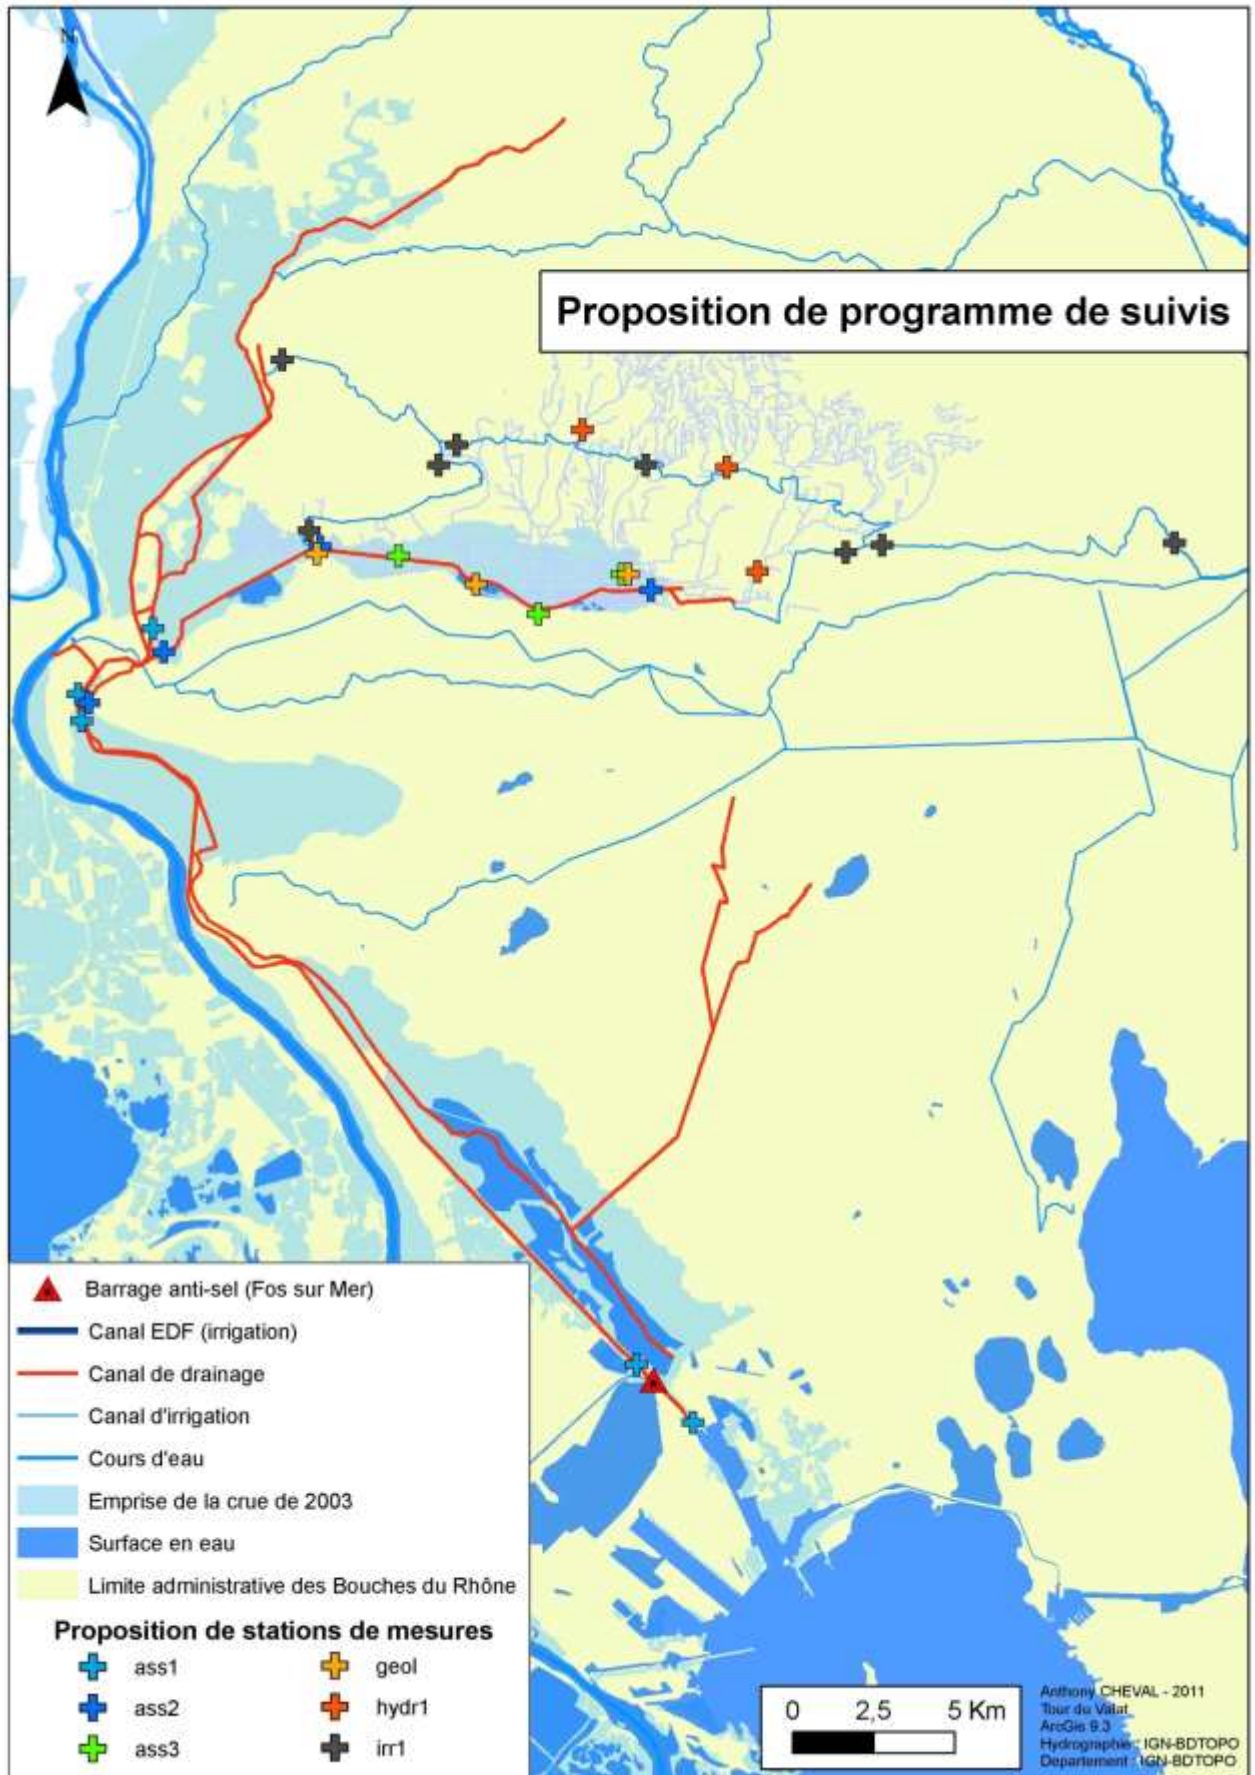 N
Proposition de programme de suivis
Barrage anti-sel (Fos sur Mer)
Canal EDF (irrigation)
Canal de drainage
Canal d'irrigation
Cours d'eau
Emprise de la crue de 2003
Surface en eau
Limite administrative des Bouches du Rhône
Proposition de stations de mesures
ass1
geol
ass2
hydr1
ass3
irr1
0 2,5 5 Km
Anthony CHEVAL - 2011
Tour du Valat
ArcGis 9.3
Hydrographie : IGN-BDTOPO
Departement : IGN-BDTOPO